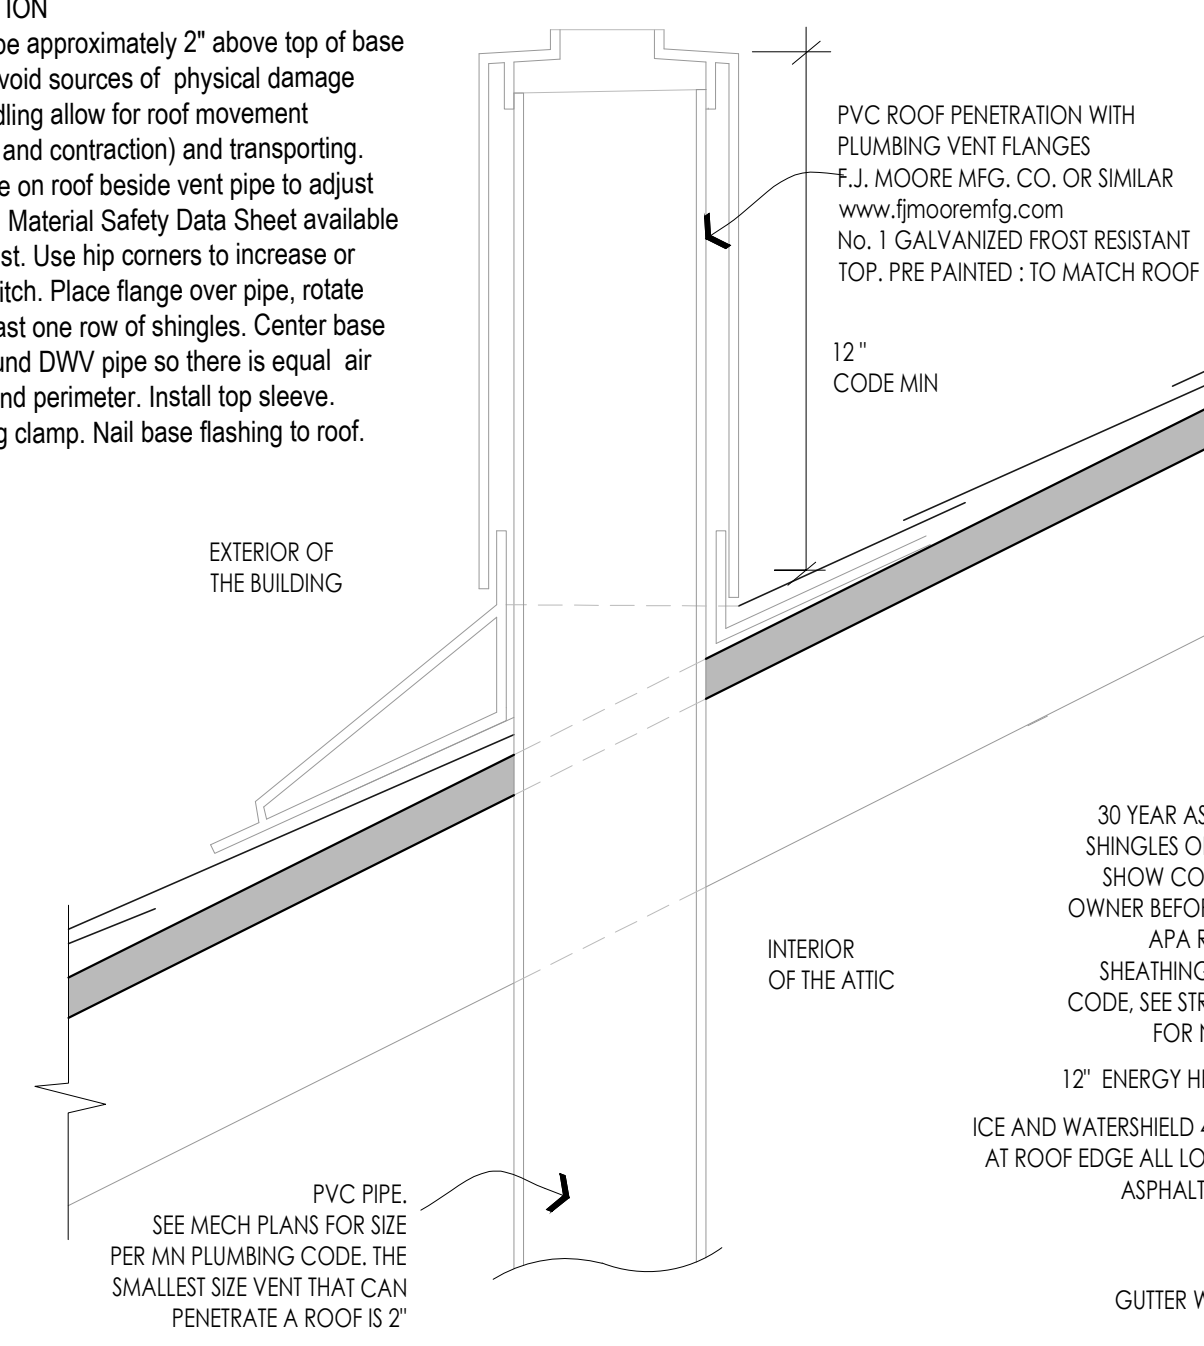 ION
be approximately 2" above top of base
void sources of physical damage
dling allow for roof movement
and contraction) and transporting.
e on roof beside vent pipe to adjust
Material Safety Data Sheet available
st. Use hip corners to increase or
itch. Place flange over pipe, rotate
ast one row of shingles. Center base
und DWV pipe so there is equal air
nd perimeter. Install top sleeve.
g clamp. Nail base flashing to roof.
PVC ROOF PENETRATION WITH
PLUMBING VENT FLANGES
F.J. MOORE MFG. CO. OR SIMILAR
www.fjmooremfg.com
No. 1 GALVANIZED FROST RESISTANT
TOP. PRE PAINTED : TO MATCH ROOF
12"
CODE MIN
EXTERIOR OF
THE BUILDING
INTERIOR
OF THE ATTIC
30 YEAR AS
SHINGLES O
SHOW CO
OWNER BEFO
APA R
SHEATHING
CODE, SEE STR
FOR N
12" ENERGY H
ICE AND WATERSHIELD 4
AT ROOF EDGE ALL LO
ASPHALT
GUTTER W
PVC PIPE.
SEE MECH PLANS FOR SIZE
PER MN PLUMBING CODE. THE
SMALLEST SIZE VENT THAT CAN
PENETRATE A ROOF IS 2"